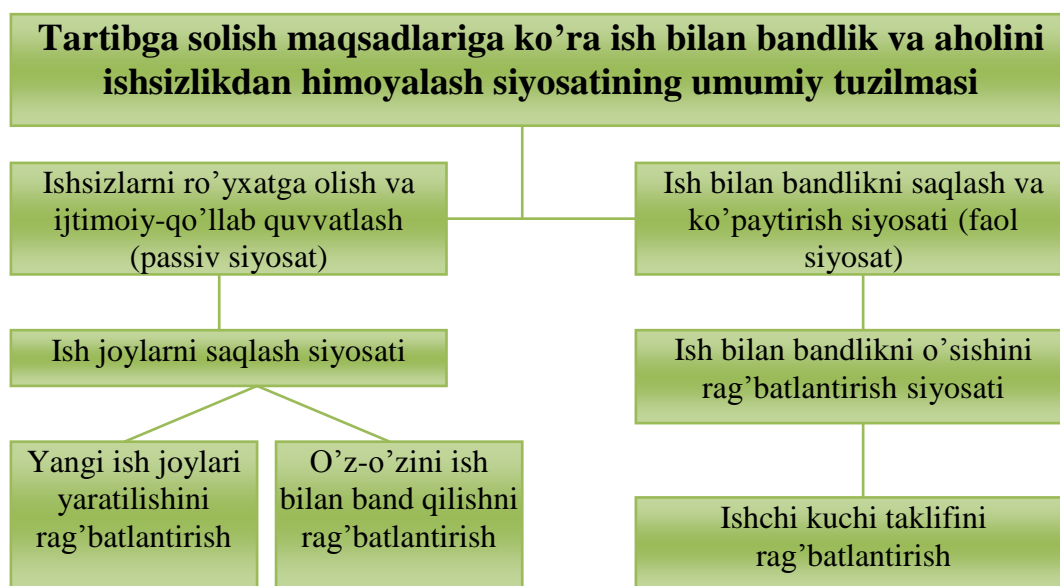 Tartibga solish maqsadlariga ko’ra ish bilan bandlik va aholini
ishsizlikdan himoyalash siyosatining umumiy tuzilmasi
Ishsizlarni ro’yxatga olish va
ijtimoiy-qo’llab quvvatlash
(passiv siyosat)
Ish bilan bandlikni saqlash va
ko’paytirish siyosati (faol
siyosat)
Ish joylarni saqlash siyosati
Ish bilan bandlikni o’sishini
rag’batlantirish siyosati
Yangi ish joylari
yaratilishini
rag’batlantirish
O’z-o’zini ish
bilan band qilishni
rag’batlantirish
Ishchi kuchi taklifini
rag’batlantirish